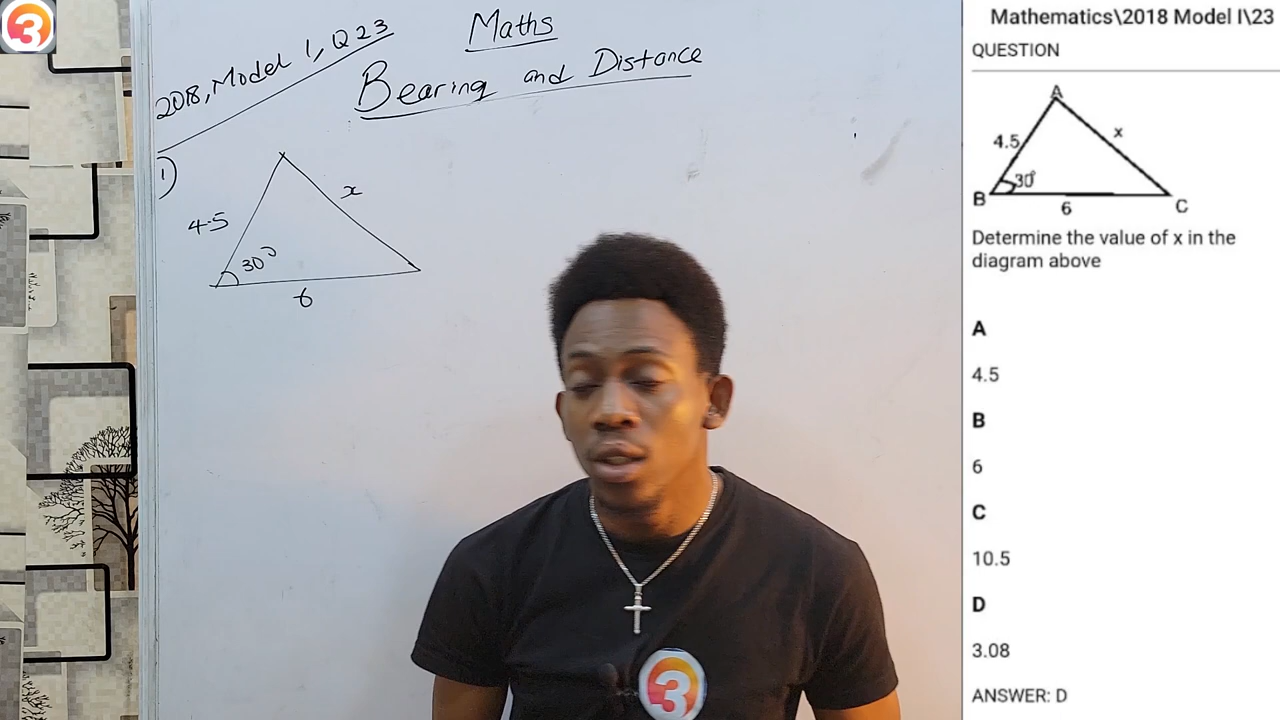 3
2018, Model 1, Q23
Maths
Bearing and Distance
1)
4.5
x
30°
6
3
Mathematics\2018 Model I\23
QUESTION
A
4.5
x
30°
B
6
C
Determine the value of x in the
diagram above
A
4.5
B
6
C
10.5
D
3.08
ANSWER: D